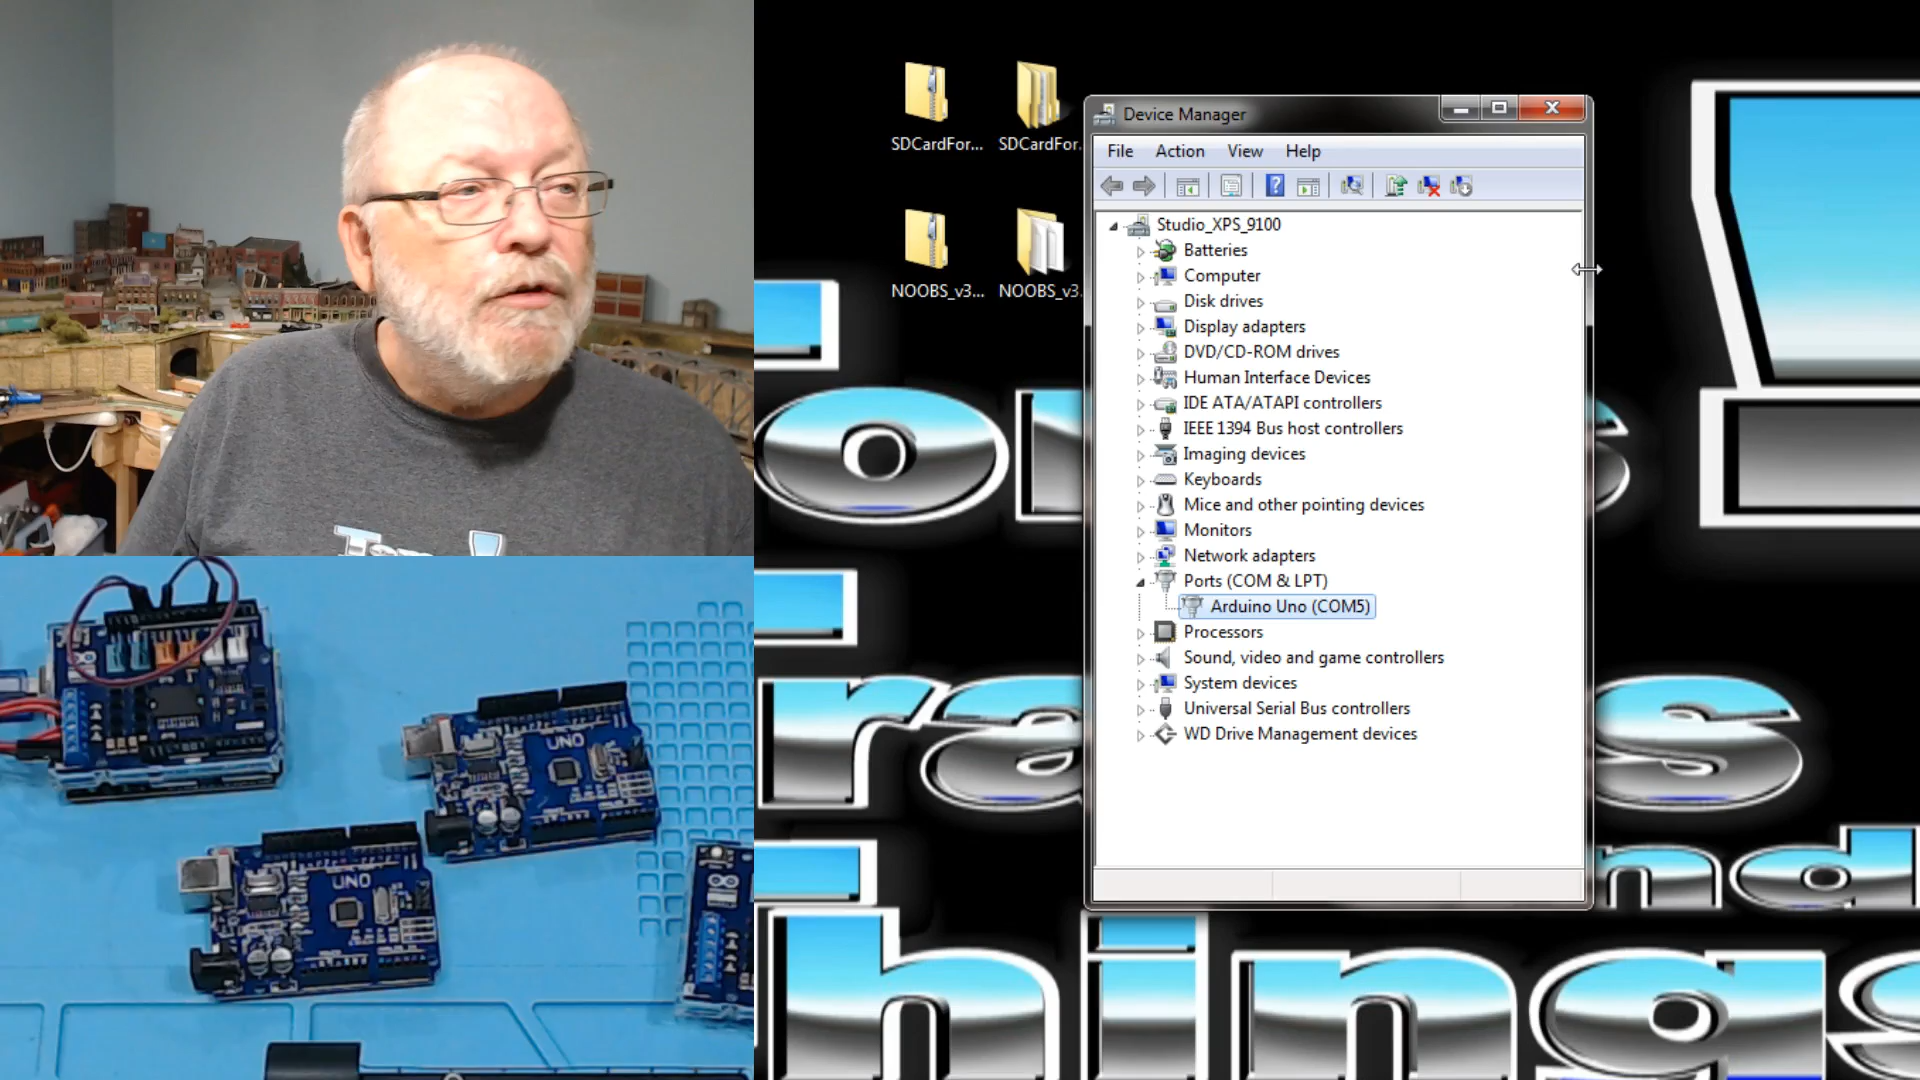 SDCardFor...
SDCardFor.
NOOBS_v3...
NOOBS_v3.
Device Manager
File Action View Help
Studio_XPS_9100
Batteries
Computer
Disk drives
Display adapters
DVD/CD-ROM drives
Human Interface Devices
IDE ATA/ATAPI controllers
IEEE 1394 Bus host controllers
Imaging devices
Keyboards
Mice and other pointing devices
Monitors
Network adapters
Ports (COM & LPT)
Arduino Uno (COM5)
Processors
Sound, video and game controllers
System devices
Universal Serial Bus controllers
WD Drive Management devices
UNO
UNO